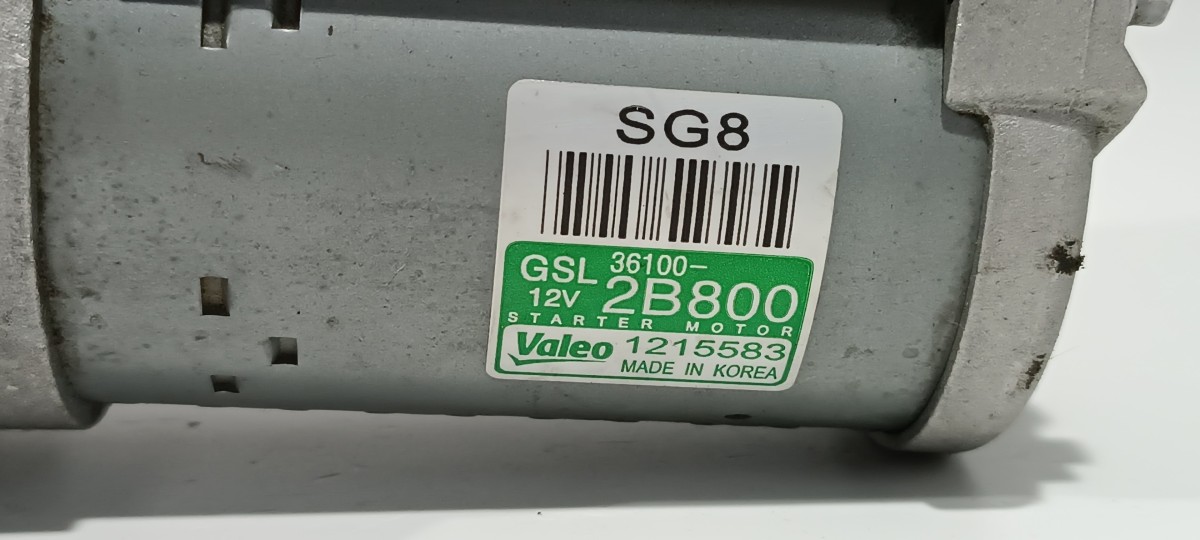 SG8
GSL 36100-
12V 2B800
STARTER MOTOR
Valeo 1215583
MADE IN KOREA